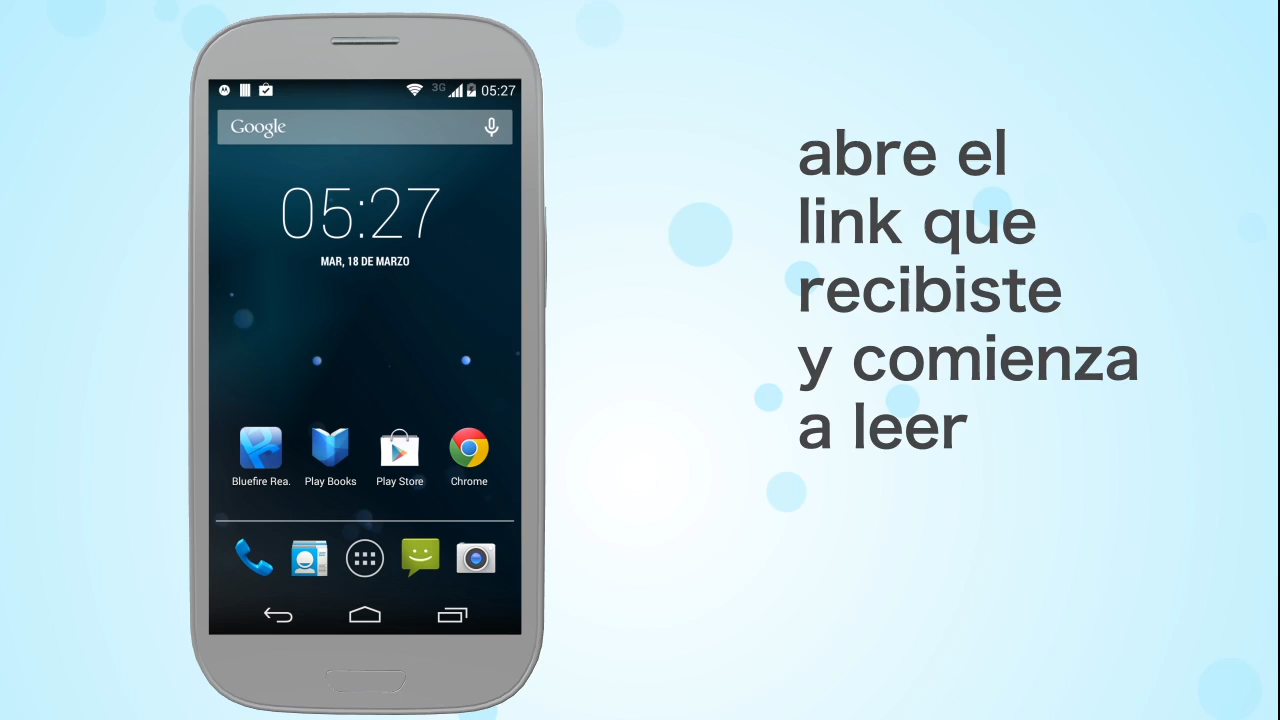 3G 05:27
Google
05:27
MAR, 18 DE MARZO
Bluefire Rea. Play Books Play Store Chrome
abre el
link que
recibiste
y comienza
a leer